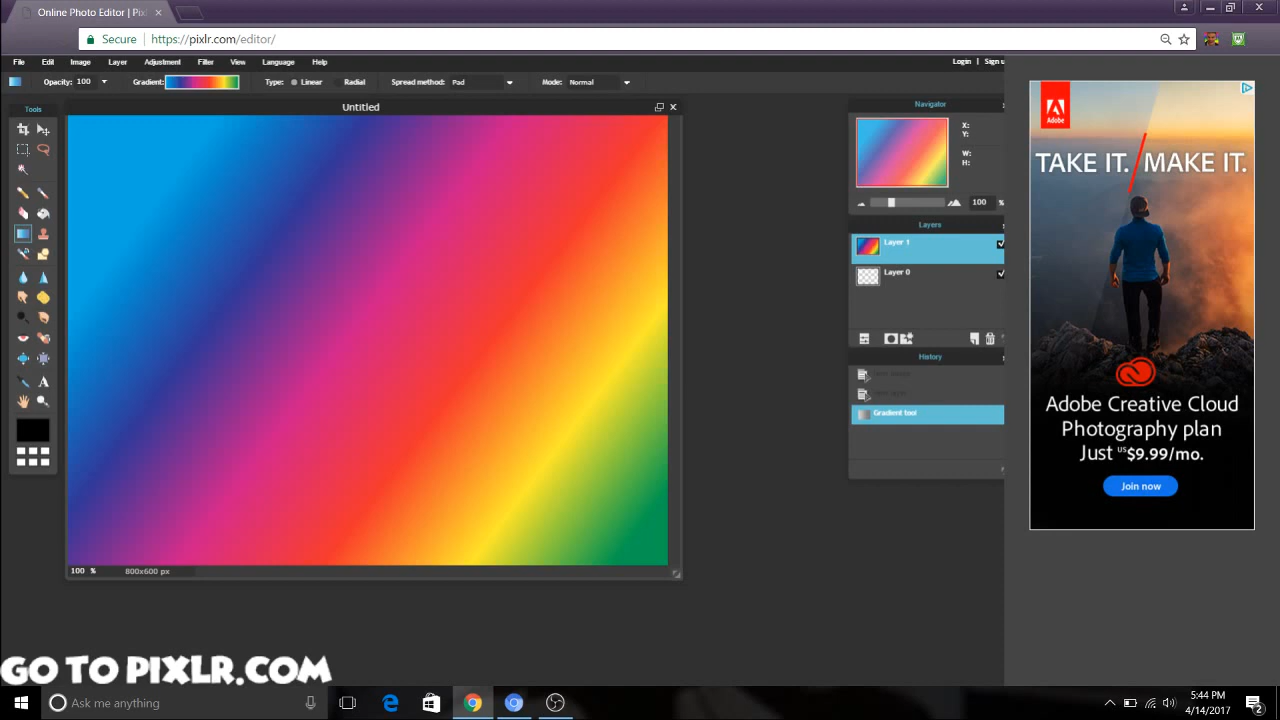 Online Photo Editor | Pixl
Secure https://pixlr.com/editor/
File Edit Image Layer Adjustment Filter View Language Help Login | Sign u
Opacity: 100 Gradient: Type: Linear Radial Spread method: Pad Mode: Normal
Tools
Untitled
100 % 800x600 px
Navigator
X:
Y:
W:
H:
100 %
Layers
Layer 1
Layer 0
History
Gradient tool
Adobe
TAKE IT. / MAKE IT.
Adobe Creative Cloud
Photography plan
Just US$9.99/mo.
Join now
GO TO PIXLR.COM
Ask me anything
5:44 PM
4/14/2017
2